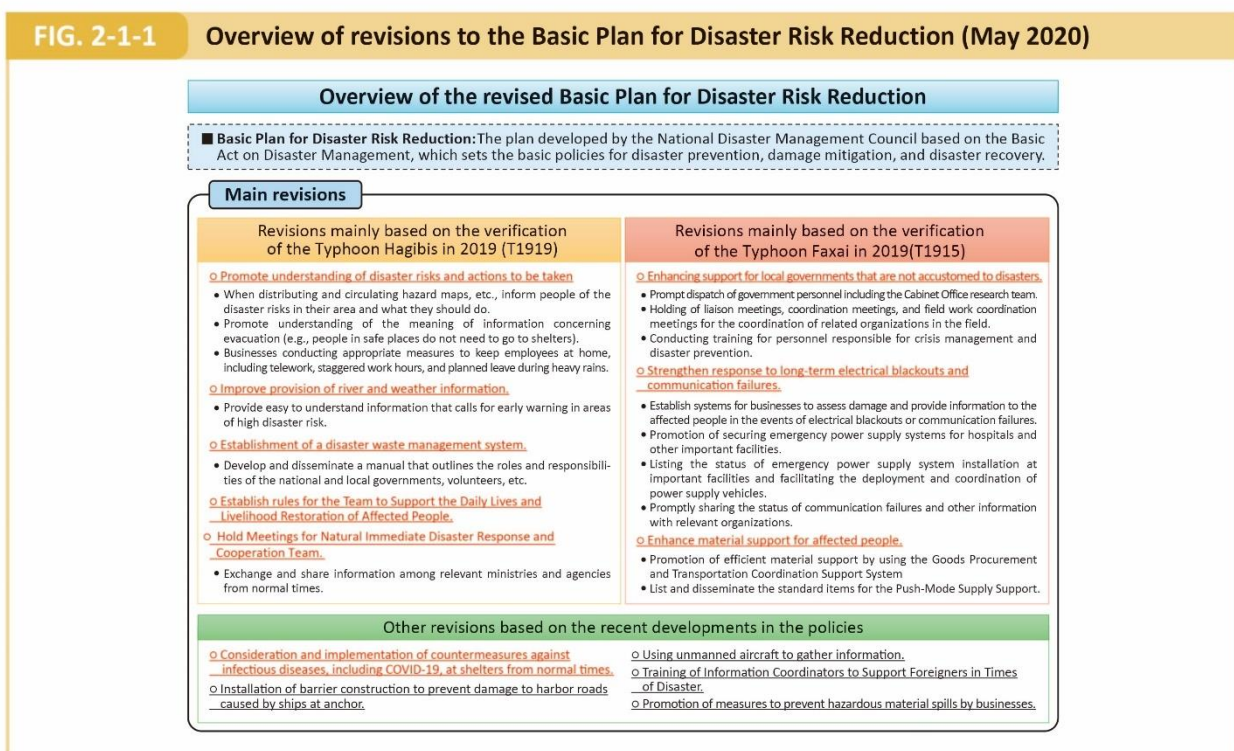 FIG. 2-1-1
Overview of revisions to the Basic Plan for Disaster Risk Reduction (May 2020)
Overview of the revised Basic Plan for Disaster Risk Reduction
■ Basic Plan for Disaster Risk Reduction: The plan developed by the National Disaster Management Council based on the Basic
Act on Disaster Management, which sets the basic policies for disaster prevention, damage mitigation, and disaster recovery.
Main revisions
Revisions mainly based on the verification
of the Typhoon Hagibis in 2019 (T1919)
○ Promote understanding of disaster risks and actions to be taken
• When distributing and circulating hazard maps, etc., inform people of the
disaster risks in their area and what they should do.
• Promote understanding of the meaning of information concerning
evacuation (e.g., people in safe places do not need to go to shelters).
• Businesses conducting appropriate measures to keep employees at home,
including telework, staggered work hours, and planned leave during heavy rains.
○ Improve provision of river and weather information.
• Provide easy to understand information that calls for early warning in areas
of high disaster risk.
○ Establishment of a disaster waste management system.
• Develop and disseminate a manual that outlines the roles and responsibili-
ties of the national and local governments, volunteers, etc.
○ Establish rules for the Team to Support the Daily Lives and
Livelihood Restoration of Affected People.
○ Hold Meetings for Natural Immediate Disaster Response and
Cooperation Team.
• Exchange and share information among relevant ministries and agencies
from normal times.
Revisions mainly based on the verification
of the Typhoon Faxai in 2019(T1915)
○ Enhancing support for local governments that are not accustomed to disasters.
• Prompt dispatch of government personnel including the Cabinet Office research team.
• Holding of liaison meetings, coordination meetings, and field work coordination
meetings for the coordination of related organizations in the field.
• Conducting training for personnel responsible for crisis management and
disaster prevention.
○ Strengthen response to long-term electrical blackouts and
communication failures.
• Establish systems for businesses to assess damage and provide information to the
affected people in the events of electrical blackouts or communication failures.
• Promotion of securing emergency power supply systems for hospitals and
other important facilities.
• Listing the status of emergency power supply system installation at
important facilities and facilitating the deployment and coordination of
power supply vehicles.
• Promptly sharing the status of communication failures and other information
with relevant organizations.
○ Enhance material support for affected people.
• Promotion of efficient material support by using the Goods Procurement
and Transportation Coordination Support System
• List and disseminate the standard items for the Push-Mode Supply Support.
Other revisions based on the recent developments in the policies
○ Consideration and implementation of countermeasures against
infectious diseases, including COVID-19, at shelters from normal times.
○ Installation of barrier construction to prevent damage to harbor roads
caused by ships at anchor.
○ Using unmanned aircraft to gather information.
○ Training of Information Coordinators to Support Foreigners in Times
of Disaster.
○ Promotion of measures to prevent hazardous material spills by businesses.